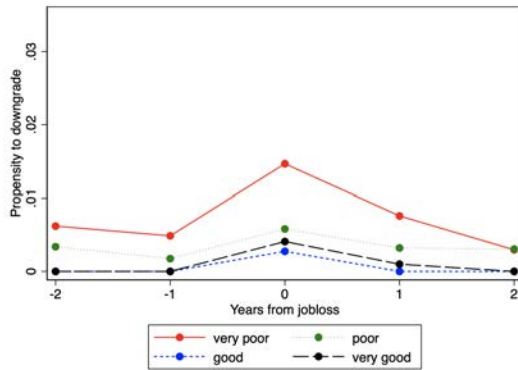 Propensity to downgrade
.03
.02
.01
0
-2
-1
0
1
2
Years from jobloss
very poor
poor
good
very good